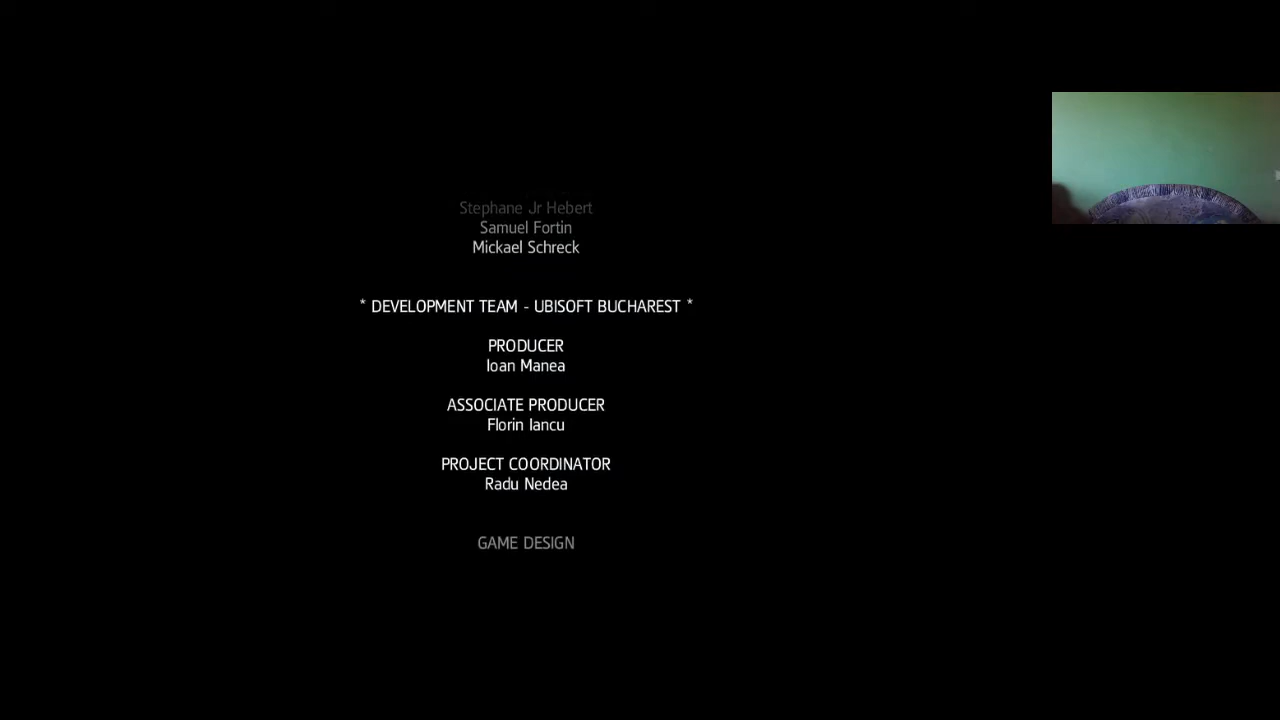 Stephane Jr Hebert
Samuel Fortin
Mickael Schreck
* DEVELOPMENT TEAM - UBISOFT BUCHAREST *
PRODUCER
Ioan Manea
ASSOCIATE PRODUCER
Florin Iancu
PROJECT COORDINATOR
Radu Nedea
GAME DESIGN